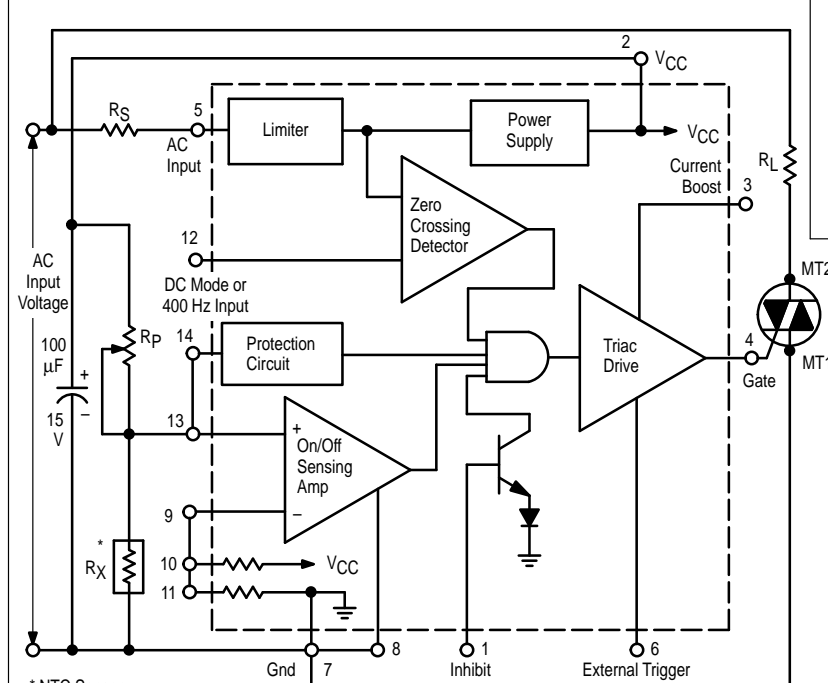 2
VCC
RS
5
AC
Input
Limiter
Power
Supply
VCC
Current
Boost
3
RL
Zero
Crossing
Detector
12
DC Mode or
400 Hz Input
AC
Input
Voltage
MT2
RP
14
Protection
Circuit
Triac
Drive
4
Gate
MT1
100
µF
+
15
V
–
13
+
On/Off
Sensing
Amp
–
9
*
RX
10
VCC
11
8
1
6
Gnd
7
Inhibit
External Trigger